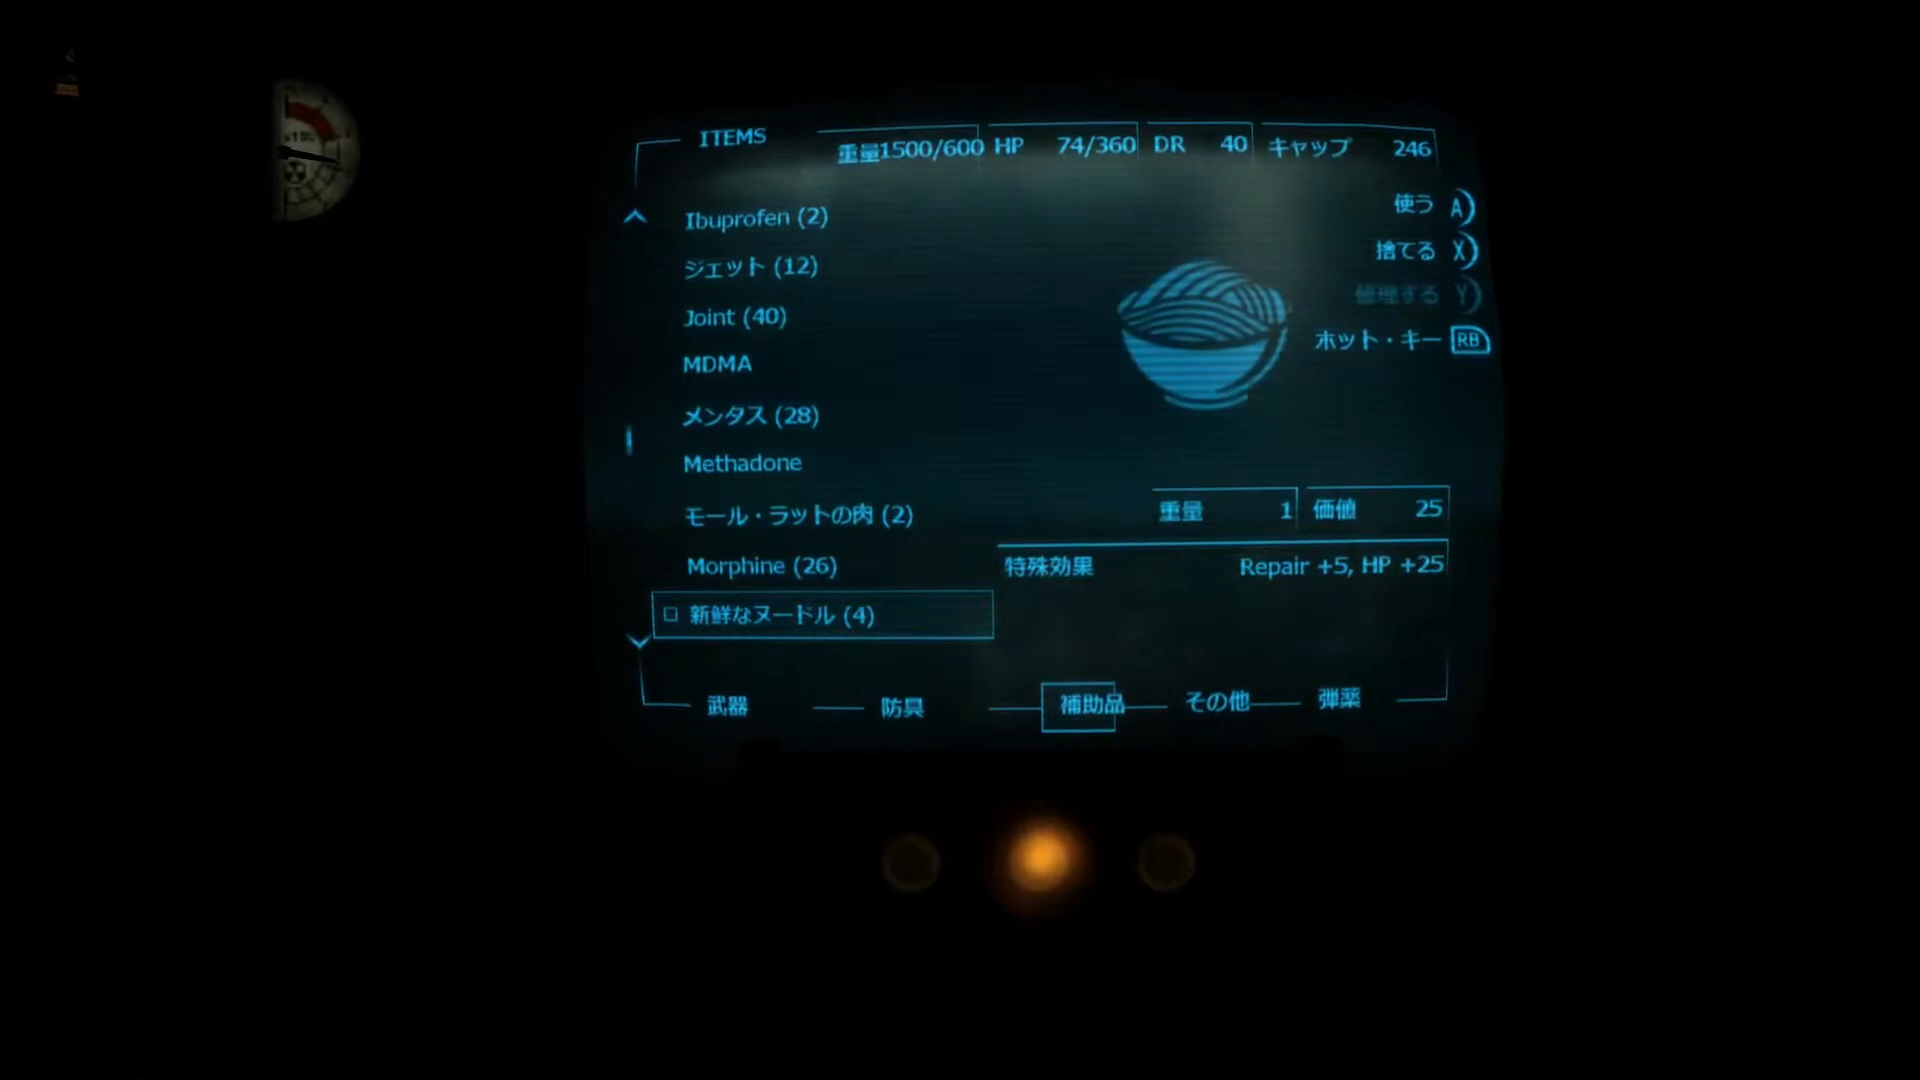 ITEMS
重量1500/600 HP 74/360 DR 40 キャップ 246
Ibuprofen (2)
ジェット (12)
Joint (40)
MDMA
メンタス (28)
Methadone
モール・ラットの肉 (2)
Morphine (26)
新鮮なヌードル (4)
使う A)
捨てる X)
修理する Y)
ホット・キー RB
重量 1 価値 25
特殊効果 Repair +5, HP +25
武器 防具 補助品 その他 弾薬